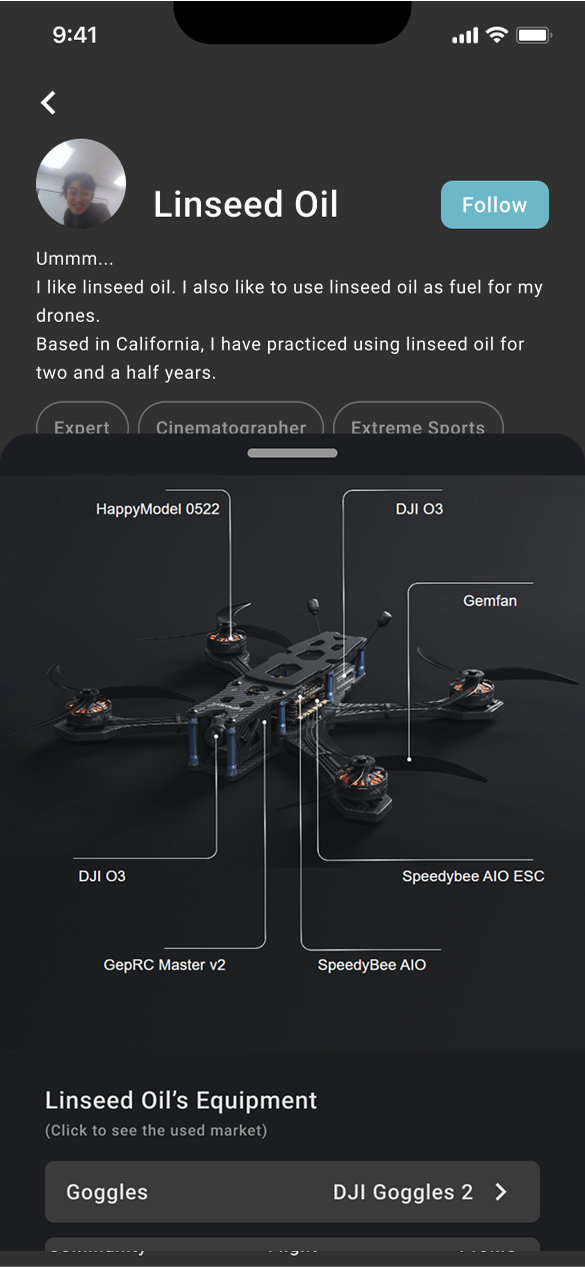 9:41
Linseed Oil
Follow
Ummm...
I like linseed oil. I also like to use linseed oil as fuel for my
drones.
Based in California, I have practiced using linseed oil for
two and a half years.
Expert Cinematographer Extreme Sports
HappyModel 0522
DJI O3
Gemfan
DJI O3
Speedybee AIO ESC
GepRC Master v2
SpeedyBee AIO
Linseed Oil’s Equipment
(Click to see the used market)
Goggles DJI Goggles 2
Community Flight Profile